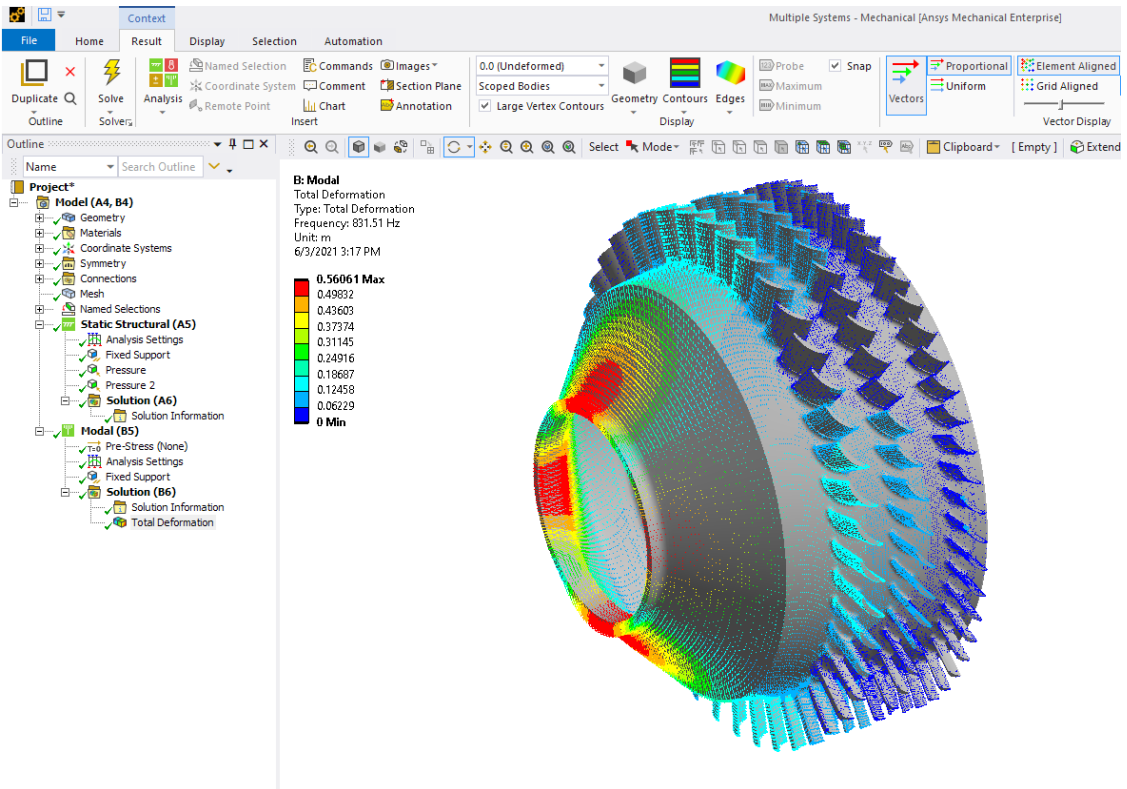 Context
Multiple Systems - Mechanical [Ansys Mechanical Enterprise]
File Home Result Display Selection Automation
Duplicate
Outline
Solve
Solver
Analysis
Named Selection
Coordinate System
Remote Point
Commands
Comment
Chart
Images
Section Plane
Annotation
Insert
0.0 (Undeformed)
Scoped Bodies
Large Vertex Contours
Geometry
Contours
Edges
Display
Probe
Maximum
Minimum
Snap
Vectors
Proportional
Uniform
Element Aligned
Grid Aligned
Vector Display
Outline
Name
Search Outline
Select
Mode
Clipboard
[ Empty ]
Extend
Project*
Model (A4, B4)
Geometry
Materials
Coordinate Systems
Symmetry
Connections
Mesh
Named Selections
Static Structural (A5)
Analysis Settings
Fixed Support
Pressure
Pressure 2
Solution (A6)
Solution Information
Modal (B5)
T=0 Pre-Stress (None)
Analysis Settings
Fixed Support
Solution (B6)
Solution Information
Total Deformation
B: Modal
Total Deformation
Type: Total Deformation
Frequency: 831.51 Hz
Unit: m
6/3/2021 3:17 PM
0.56061 Max
0.49832
0.43603
0.37374
0.31145
0.24916
0.18687
0.12458
0.06229
0 Min